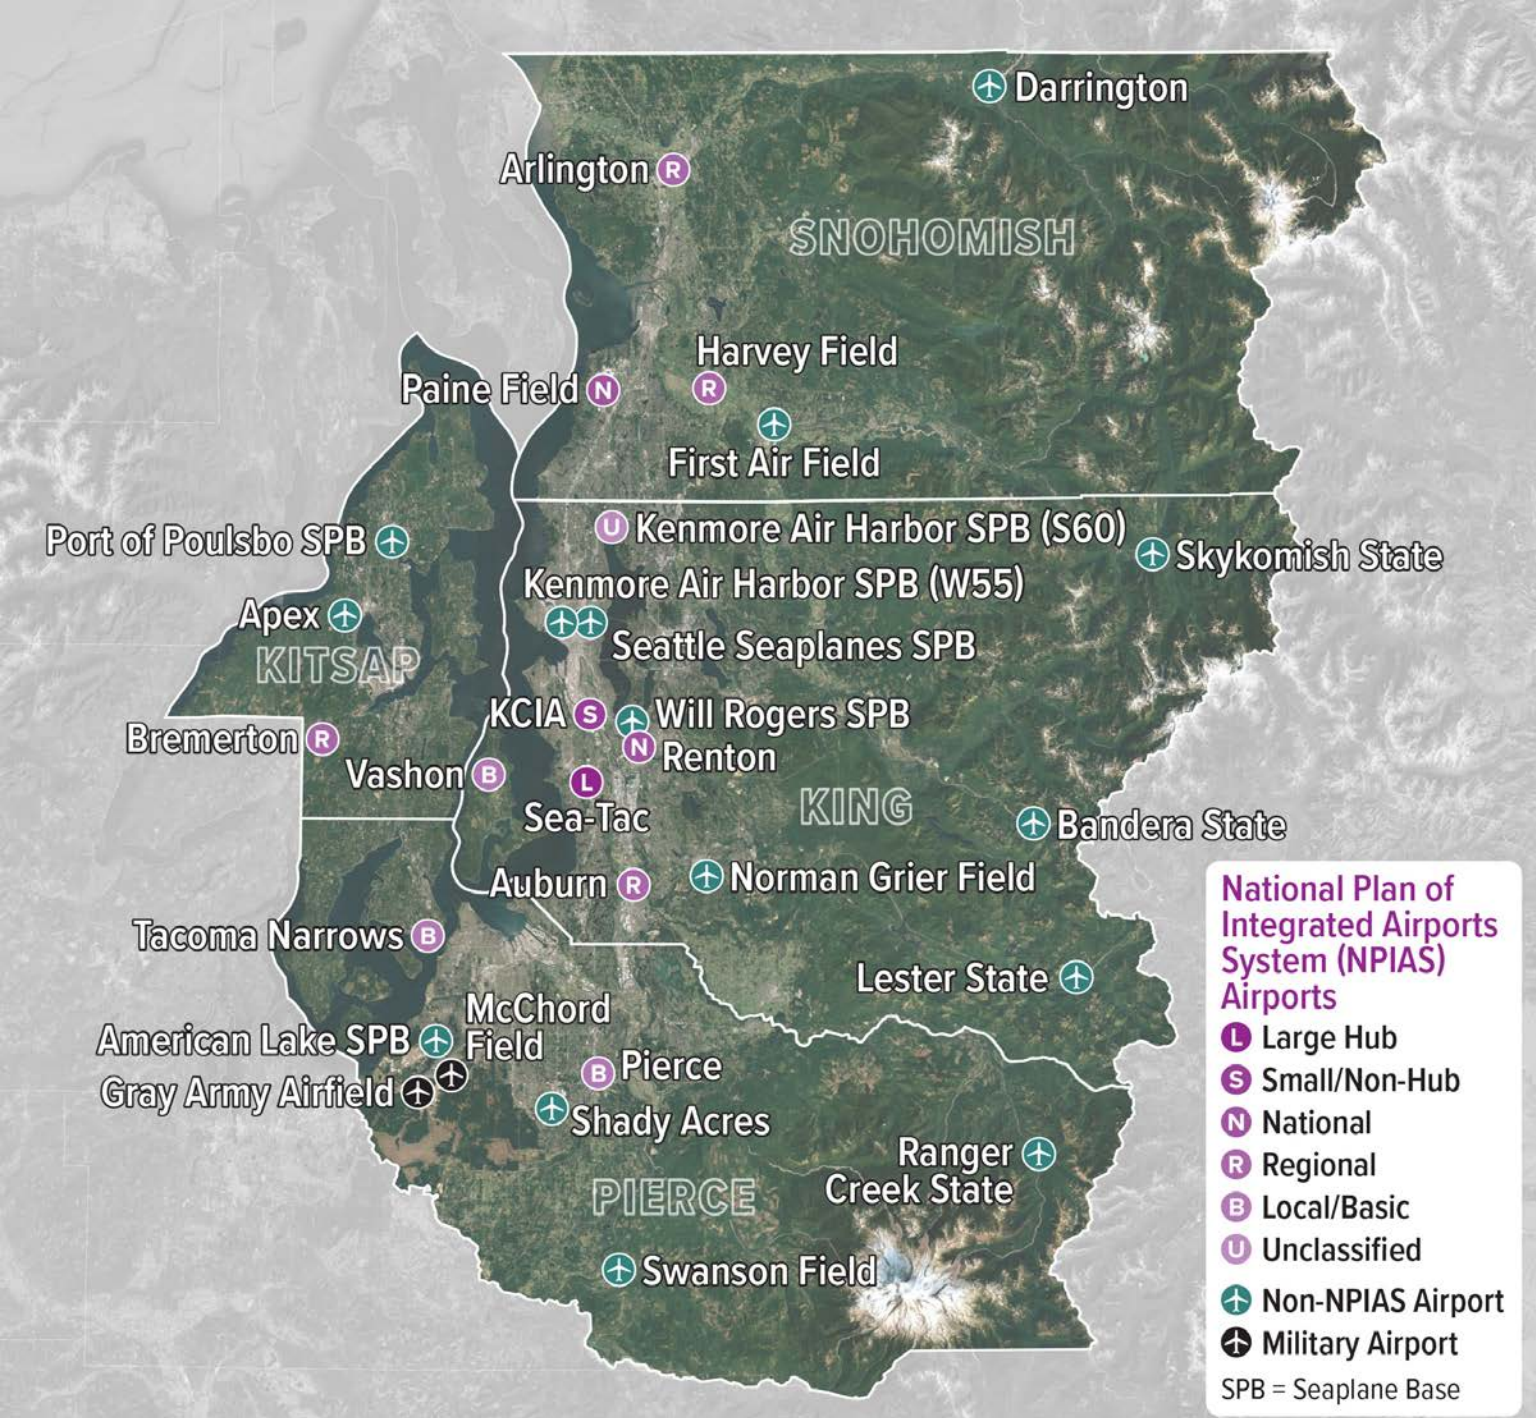 Darrington
Arlington R
SNOHOMISH
Harvey Field
Paine Field N
R
First Air Field
U Kenmore Air Harbor SPB (S60)
Port of Poulsbo SPB
Skykomish State
Kenmore Air Harbor SPB (W55)
Apex
Seattle Seaplanes SPB
KITSAP
KCIA S
Will Rogers SPB
Bremerton R
N Renton
Vashon B
L
Sea-Tac
KING
Bandera State
Auburn R
Norman Grier Field
Tacoma Narrows B
Lester State
McChord
Field
American Lake SPB
Gray Army Airfield
B Pierce
Shady Acres
Ranger
Creek State
PIERCE
Swanson Field
National Plan of
Integrated Airports
System (NPIAS)
Airports
L Large Hub
S Small/Non-Hub
N National
R Regional
B Local/Basic
U Unclassified
Non-NPIAS Airport
Military Airport
SPB = Seaplane Base